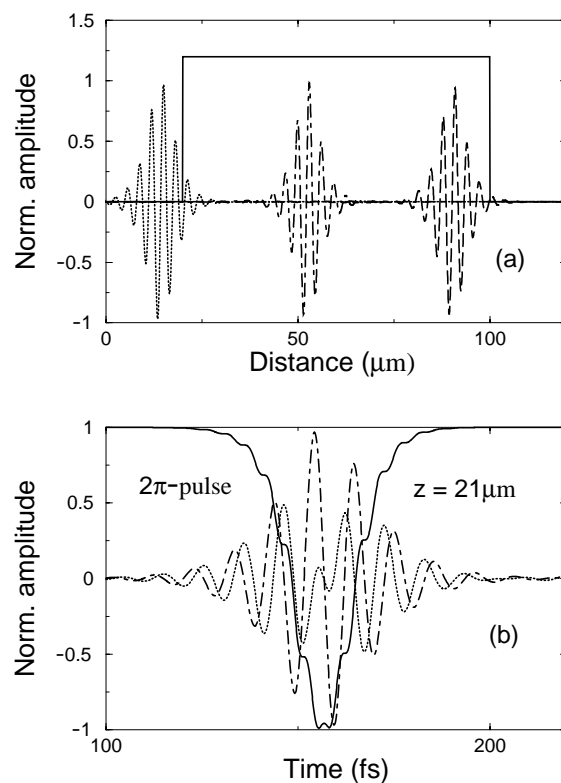 1.5
1
0.5
0
−0.5
−1
Norm. amplitude
(a)
0 50 100
Distance (μm)
1
0.5
0
−0.5
−1
Norm. amplitude
2π−pulse z = 21μm
(b)
100 200
Time (fs)